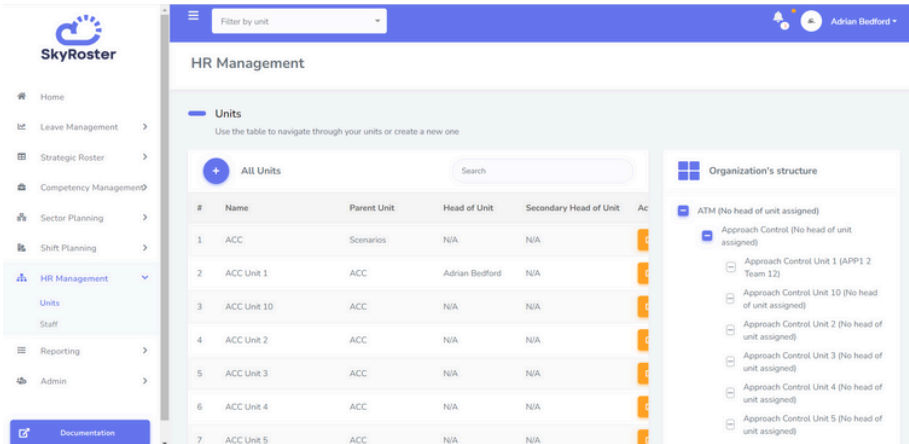 SkyRoster
Home
Leave Management
Strategic Roster
Competency Management
Sector Planning
Shift Planning
HR Management
Units
Staff
Reporting
Admin
Documentation
Filter by unit
Adrian Bedford
HR Management
Units
Use the table to navigate through your units or create a new one
All Units
Search
# Name Parent Unit Head of Unit Secondary Head of Unit Ac
1 ACC Scenarios N/A N/A
2 ACC Unit 1 ACC Adrian Bedford N/A
3 ACC Unit 10 ACC N/A N/A
4 ACC Unit 2 ACC N/A N/A
5 ACC Unit 3 ACC N/A N/A
6 ACC Unit 4 ACC N/A N/A
7 ACC Unit 5 ACC N/A N/A
Organization's structure
ATM (No head of unit assigned)
Approach Control (No head of unit
assigned)
Approach Control Unit 1 (APP1 2
Team 12)
Approach Control Unit 10 (No head
of unit assigned)
Approach Control Unit 2 (No head of
unit assigned)
Approach Control Unit 3 (No head of
unit assigned)
Approach Control Unit 4 (No head of
unit assigned)
Approach Control Unit 5 (No head of
unit assigned)